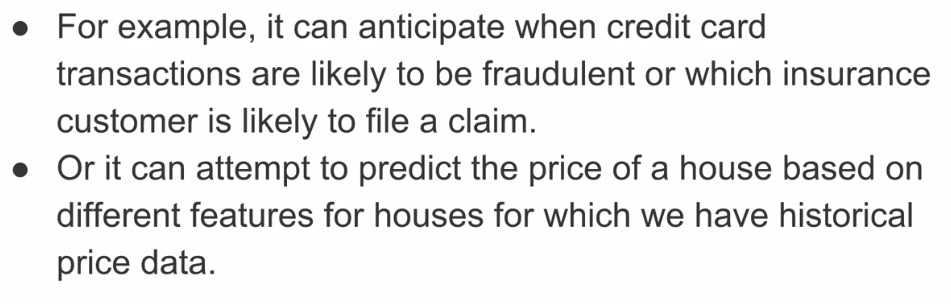 ● For example, it can anticipate when credit card
transactions are likely to be fraudulent or which insurance
customer is likely to file a claim.
● Or it can attempt to predict the price of a house based on
different features for houses for which we have historical
price data.